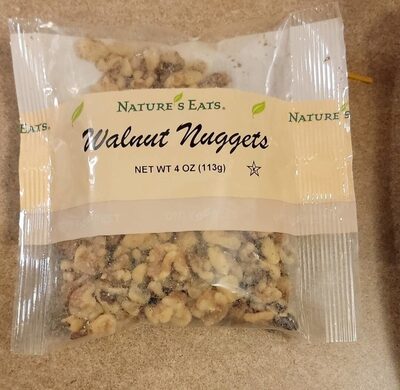 NATURE'S EATS®
EATS®
NATURE'S
Walnut Nuggets
NET WT 4 OZ (113g)
K